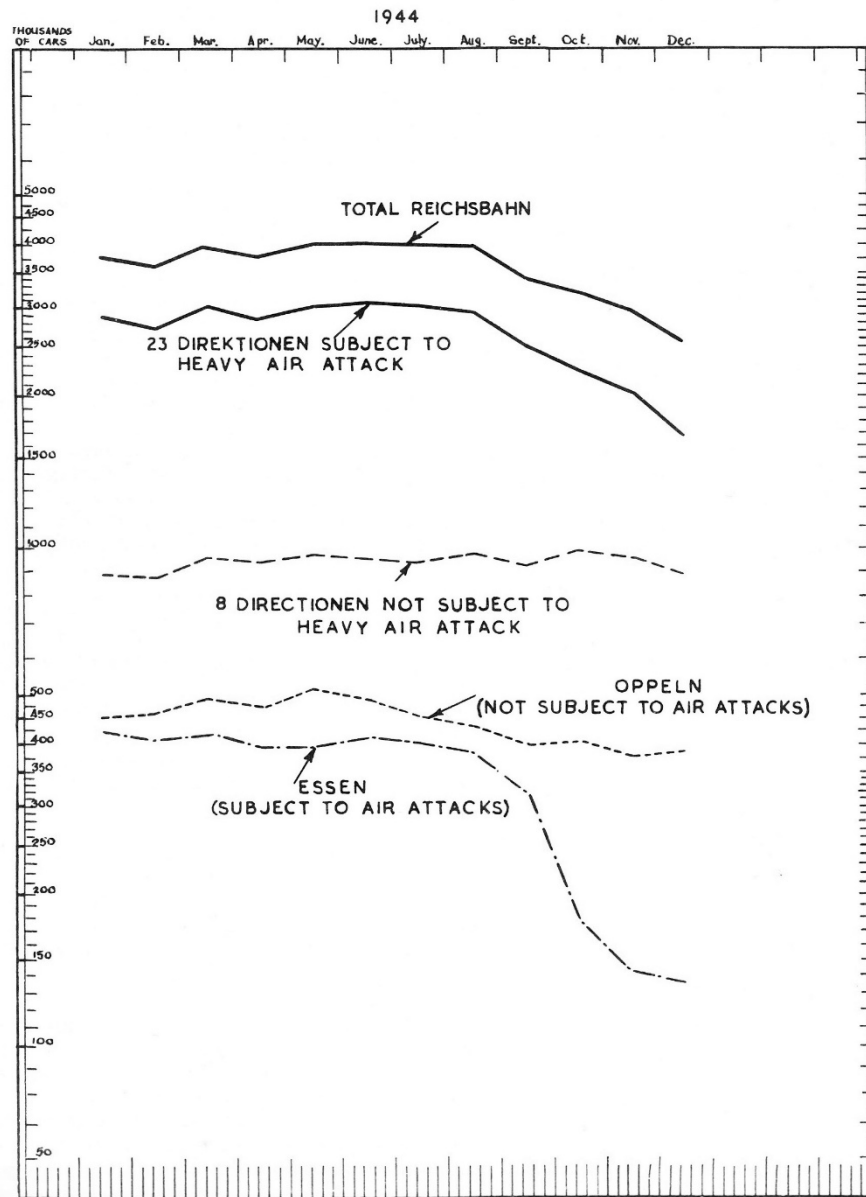 1944
THOUSANDS
OF CARS Jan. Feb. Mar. Apr. May. June. July. Aug. Sept. Oct. Nov. Dec.
5000
4500
TOTAL REICHSBAHN
4000
3500
3000
23 DIREKTIONEN SUBJECT TO
HEAVY AIR ATTACK
2500
2000
1500
1000
8 DIRECTIONEN NOT SUBJECT TO
HEAVY AIR ATTACK
500
OPPELN
(NOT SUBJECT TO AIR ATTACKS)
450
400
350
ESSEN
(SUBJECT TO AIR ATTACKS)
300
250
200
150
100
50